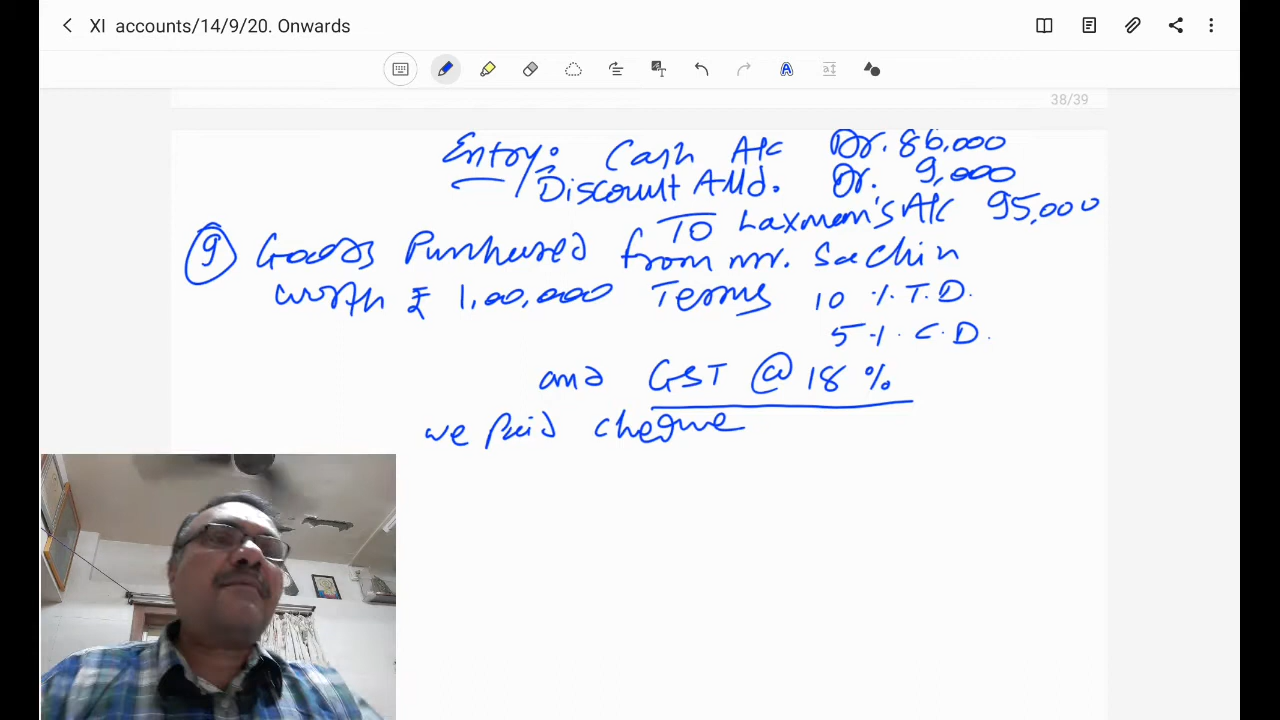 XI accounts/14/9/20. Onwards
38/39
Entry: Cash A/c Dr. 86,000
Discount Alld. Dr. 9,000
To Laxman's A/c 95,000
9 Goods Purchased from mr. Sachin
worth ₹ 1,00,000 Terms 10 % T.D.
5 % C.D.
and GST @ 18 %
we Paid cheque